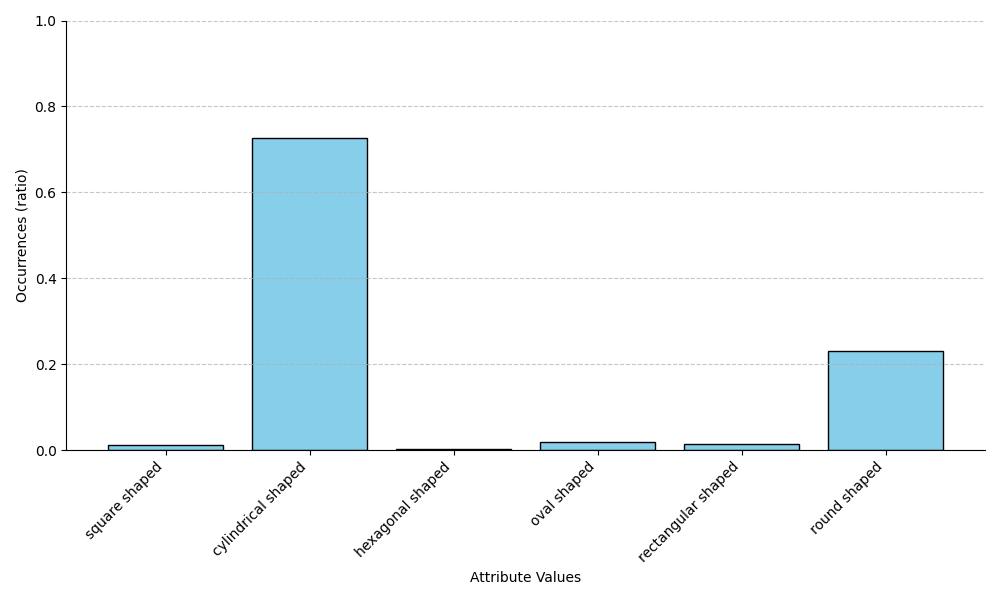 1.0
0.8
0.6
0.4
0.2
0.0
Occurrences (ratio)
square shaped
cylindrical shaped
hexagonal shaped
oval shaped
rectangular shaped
round shaped
Attribute Values